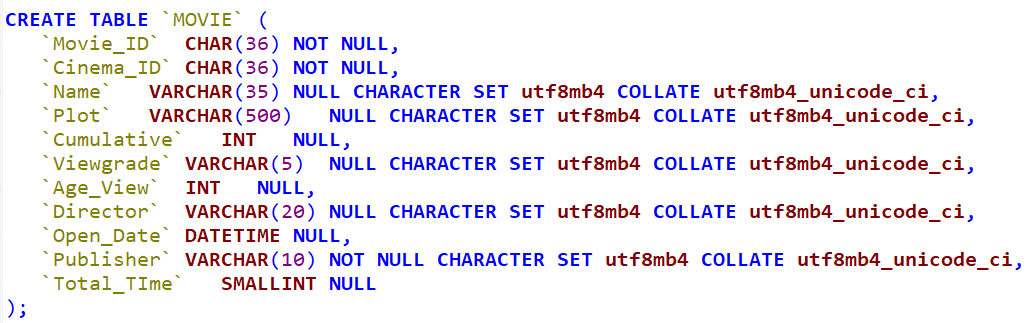 CREATE TABLE `MOVIE` (
`Movie_ID` CHAR(36) NOT NULL,
`Cinema_ID` CHAR(36) NOT NULL,
`Name` VARCHAR(35) NULL CHARACTER SET utf8mb4 COLLATE utf8mb4_unicode_ci,
`Plot` VARCHAR(500) NULL CHARACTER SET utf8mb4 COLLATE utf8mb4_unicode_ci,
`Cumulative` INT NULL,
`Viewgrade` VARCHAR(5) NULL CHARACTER SET utf8mb4 COLLATE utf8mb4_unicode_ci,
`Age_View` INT NULL,
`Director` VARCHAR(20) NULL CHARACTER SET utf8mb4 COLLATE utf8mb4_unicode_ci,
`Open_Date` DATETIME NULL,
`Publisher` VARCHAR(10) NOT NULL CHARACTER SET utf8mb4 COLLATE utf8mb4_unicode_ci,
`Total_TIme` SMALLINT NULL
);